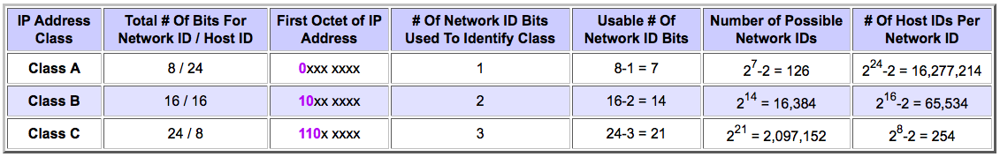 IP Address Class | Total # Of Bits For Network ID / Host ID | First Octet of IP Address | # Of Network ID Bits Used To Identify Class | Usable # Of Network ID Bits | Number of Possible Network IDs | # Of Host IDs Per Network ID
Class A | 8 / 24 | 0xxx xxxx | 1 | 8-1 = 7 | 2^7-2 = 126 | 2^24-2 = 16,277,214
Class B | 16 / 16 | 10xx xxxx | 2 | 16-2 = 14 | 2^14 = 16,384 | 2^16-2 = 65,534
Class C | 24 / 8 | 110x xxxx | 3 | 24-3 = 21 | 2^21 = 2,097,152 | 2^8-2 = 254